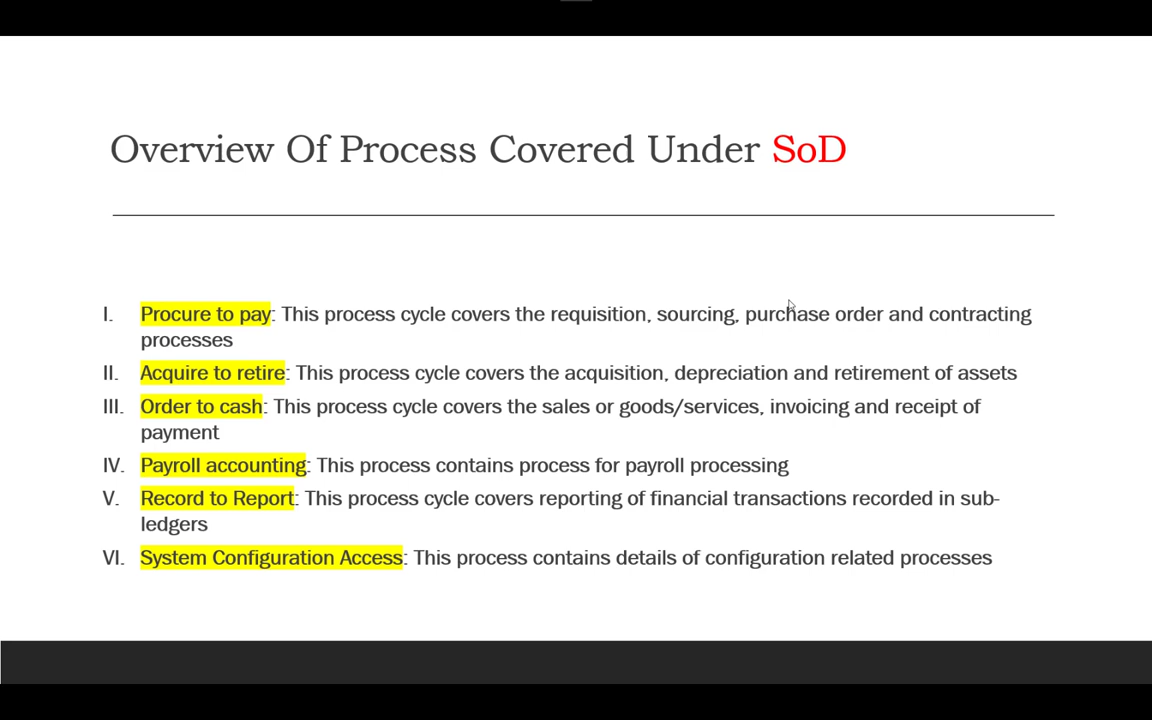 Overview Of Process Covered Under SoD
I. Procure to pay: This process cycle covers the requisition, sourcing, purchase order and contracting
processes
II. Acquire to retire: This process cycle covers the acquisition, depreciation and retirement of assets
III. Order to cash: This process cycle covers the sales or goods/services, invoicing and receipt of
payment
IV. Payroll accounting: This process contains process for payroll processing
V. Record to Report: This process cycle covers reporting of financial transactions recorded in sub-
ledgers
VI. System Configuration Access: This process contains details of configuration related processes